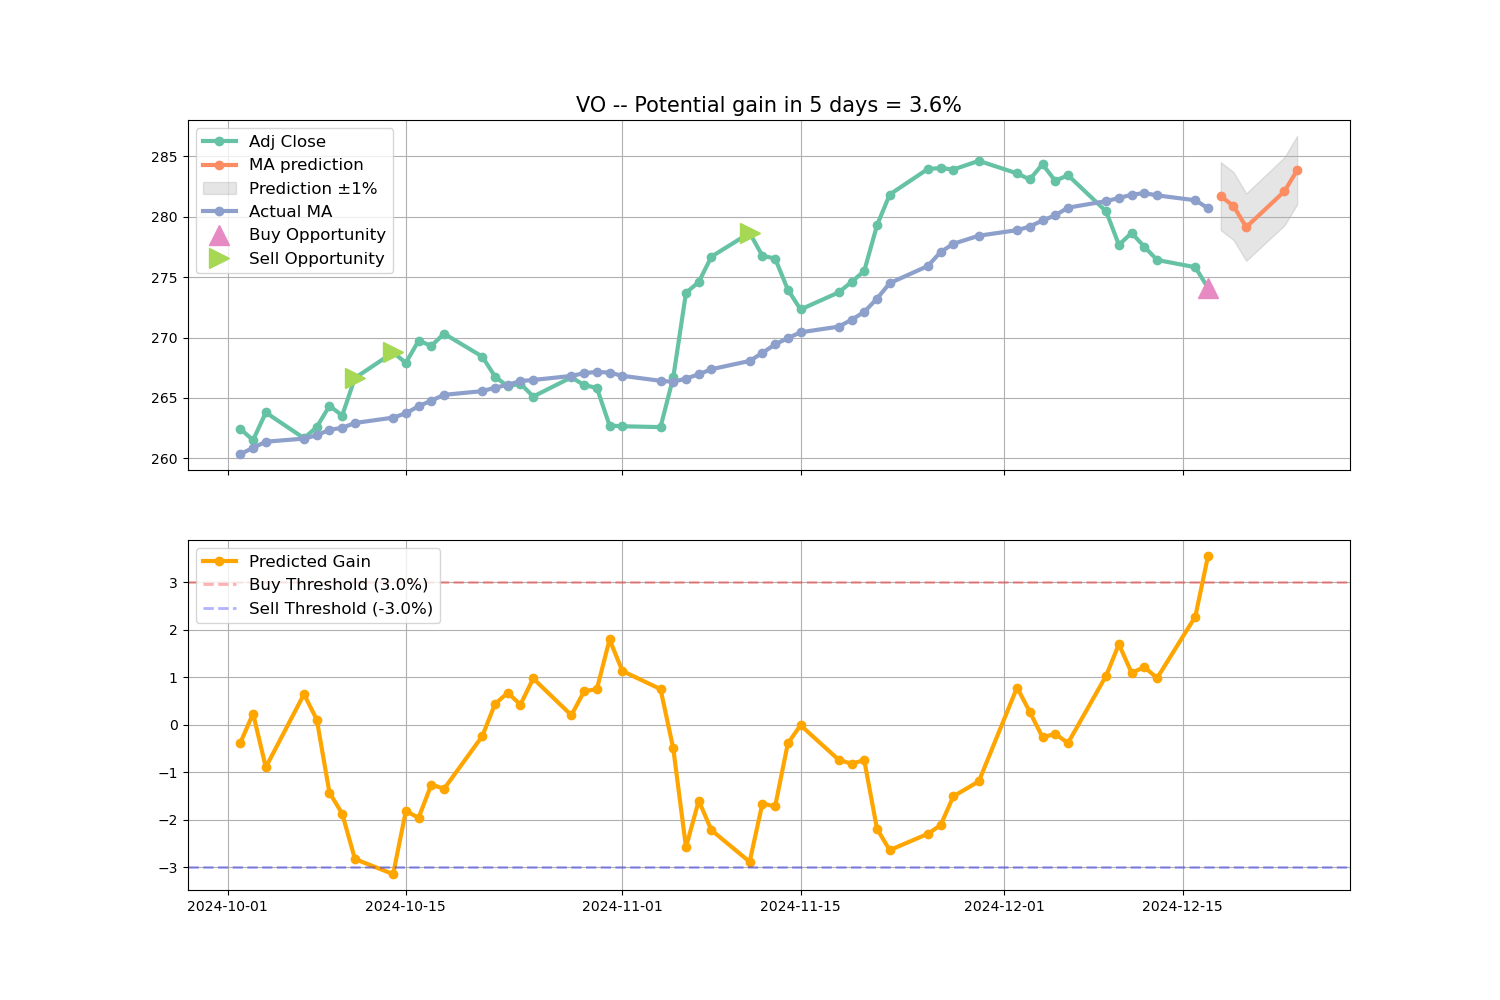 VO -- Potential gain in 5 days = 3.6%
Adj Close
MA prediction
Prediction ±1%
Actual MA
Buy Opportunity
Sell Opportunity
285
280
275
270
265
260
Predicted Gain
Buy Threshold (3.0%)
Sell Threshold (-3.0%)
3
2
1
0
−1
−2
−3
2024-10-01 2024-10-15 2024-11-01 2024-11-15 2024-12-01 2024-12-15